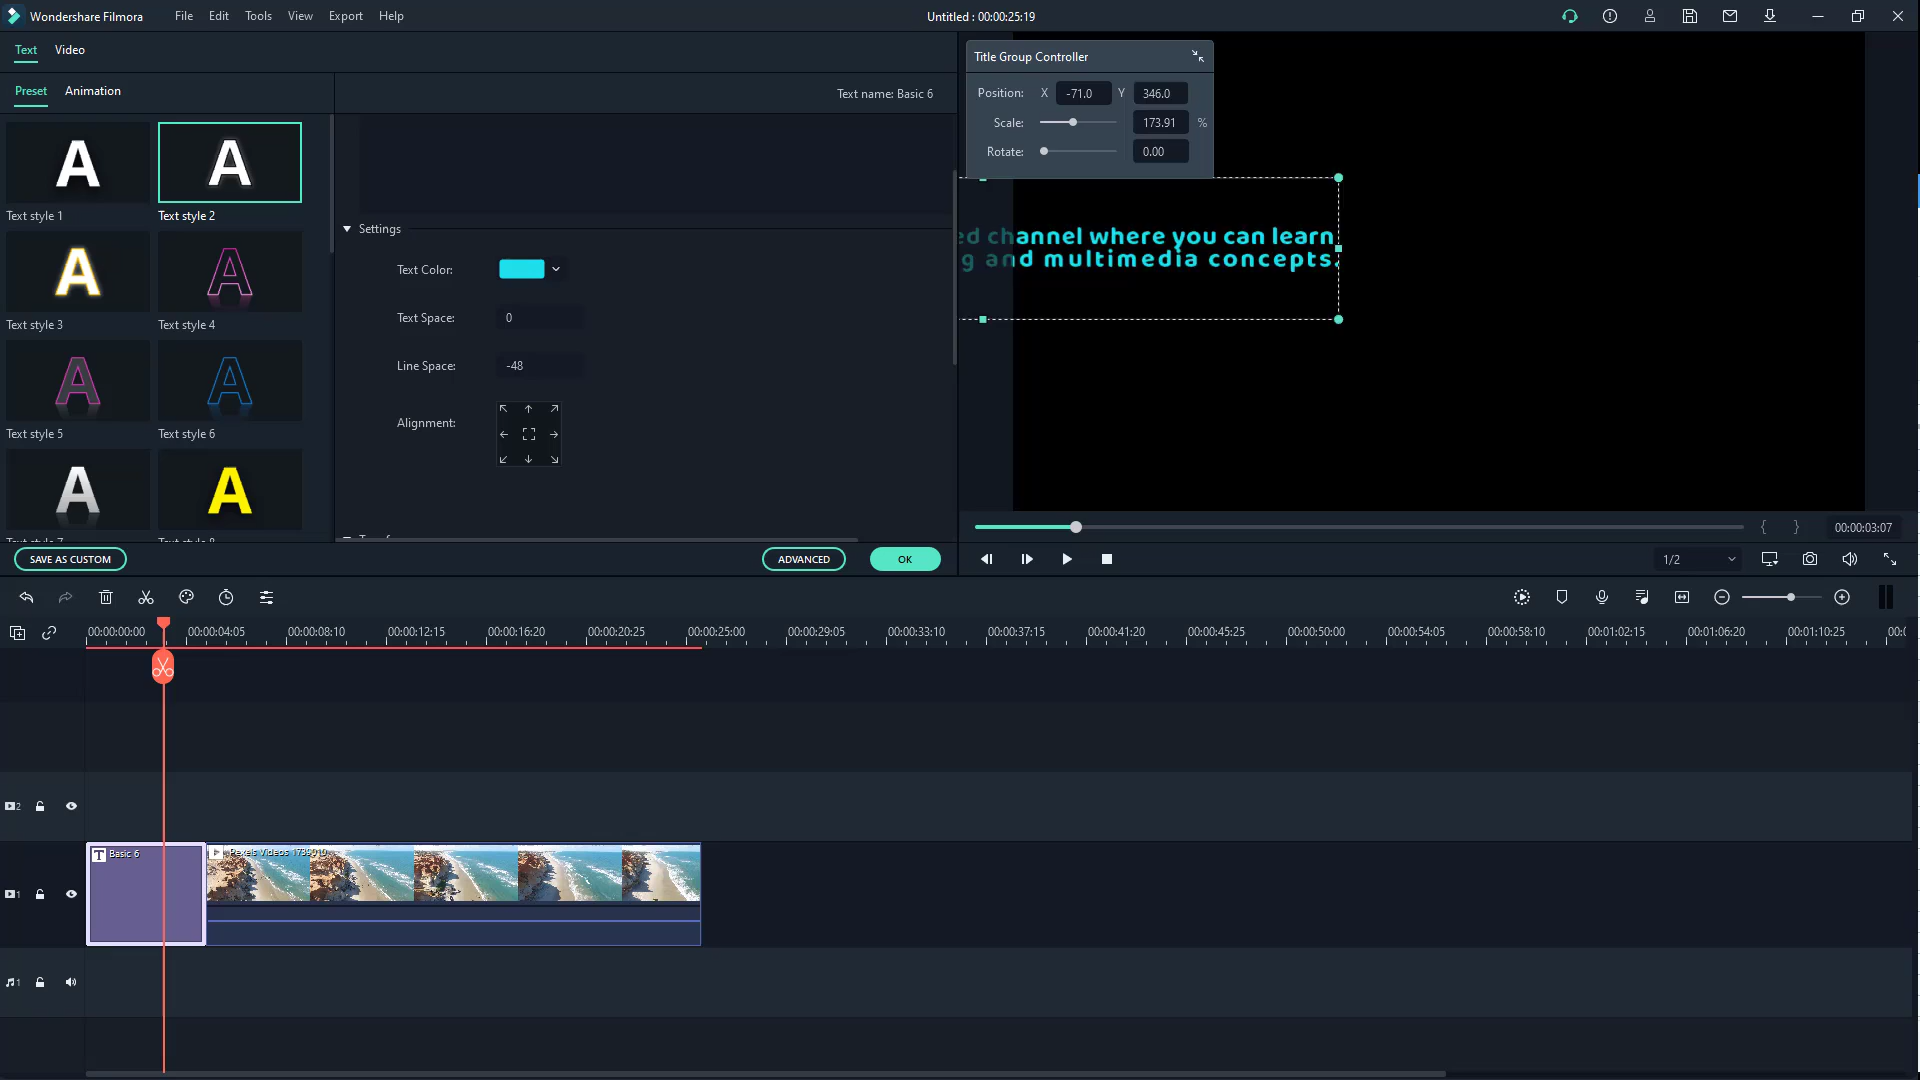 Wondershare Filmora File Edit Tools View Export Help Untitled : 00:00:25:19
Text Video
Preset Animation
Text name: Basic 6
A A
Text style 1 Text style 2
A A
Text style 3 Text style 4
A A
Text style 5 Text style 6
A A
Settings
Text Color:
Text Space: 0
Line Space: -48
Alignment:
SAVE AS CUSTOM ADVANCED OK
Title Group Controller
Position: X -71.0 Y 346.0
Scale: 173.91 %
Rotate: 0.00
ed channel where you can learn
g and multimedia concepts.
{ } 00:00:03:07
1/2
00:00:00:00 00:00:04:05 00:00:08:10 00:00:12:15 00:00:16:20 00:00:20:25 00:00:25:00 00:00:29:05 00:00:33:10 00:00:37:15 00:00:41:20 00:00:45:25 00:00:50:00 00:00:54:05 00:00:58:10 00:01:02:15 00:01:06:20 00:01:10:25
2
T Basic 6 Pexels Videos 1739010
1
1